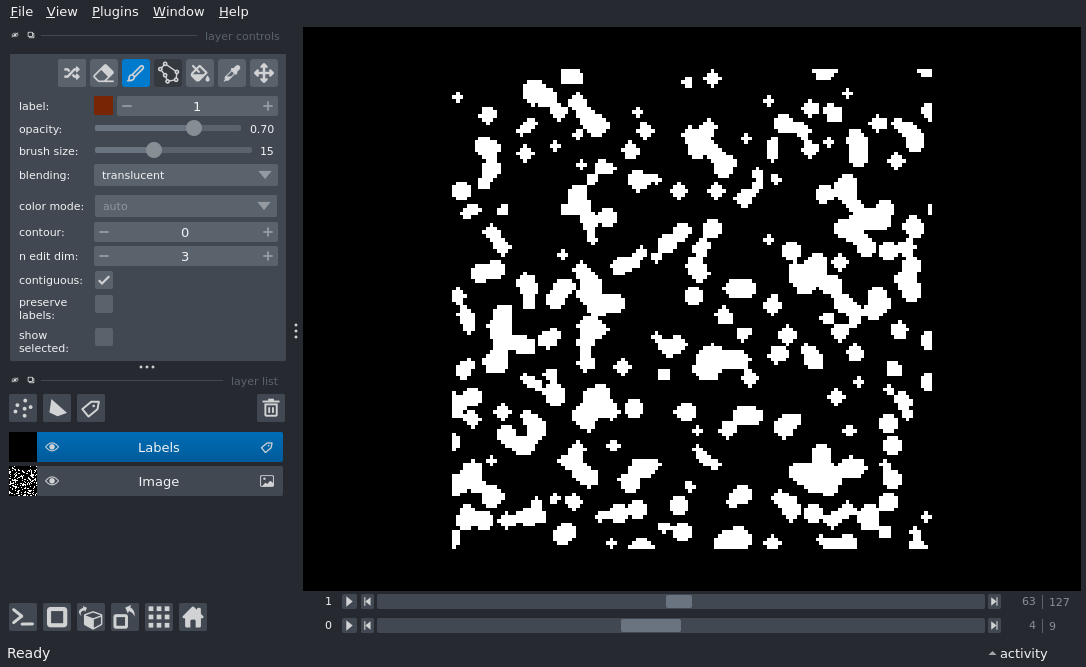 File View Plugins Window Help
layer controls
label: 1
opacity: 0.70
brush size: 15
blending: translucent
color mode: auto
contour: 0
n edit dim: 3
contiguous:
preserve
labels:
show
selected:
layer list
Labels
Image
1 63 127
0 4 9
Ready activity